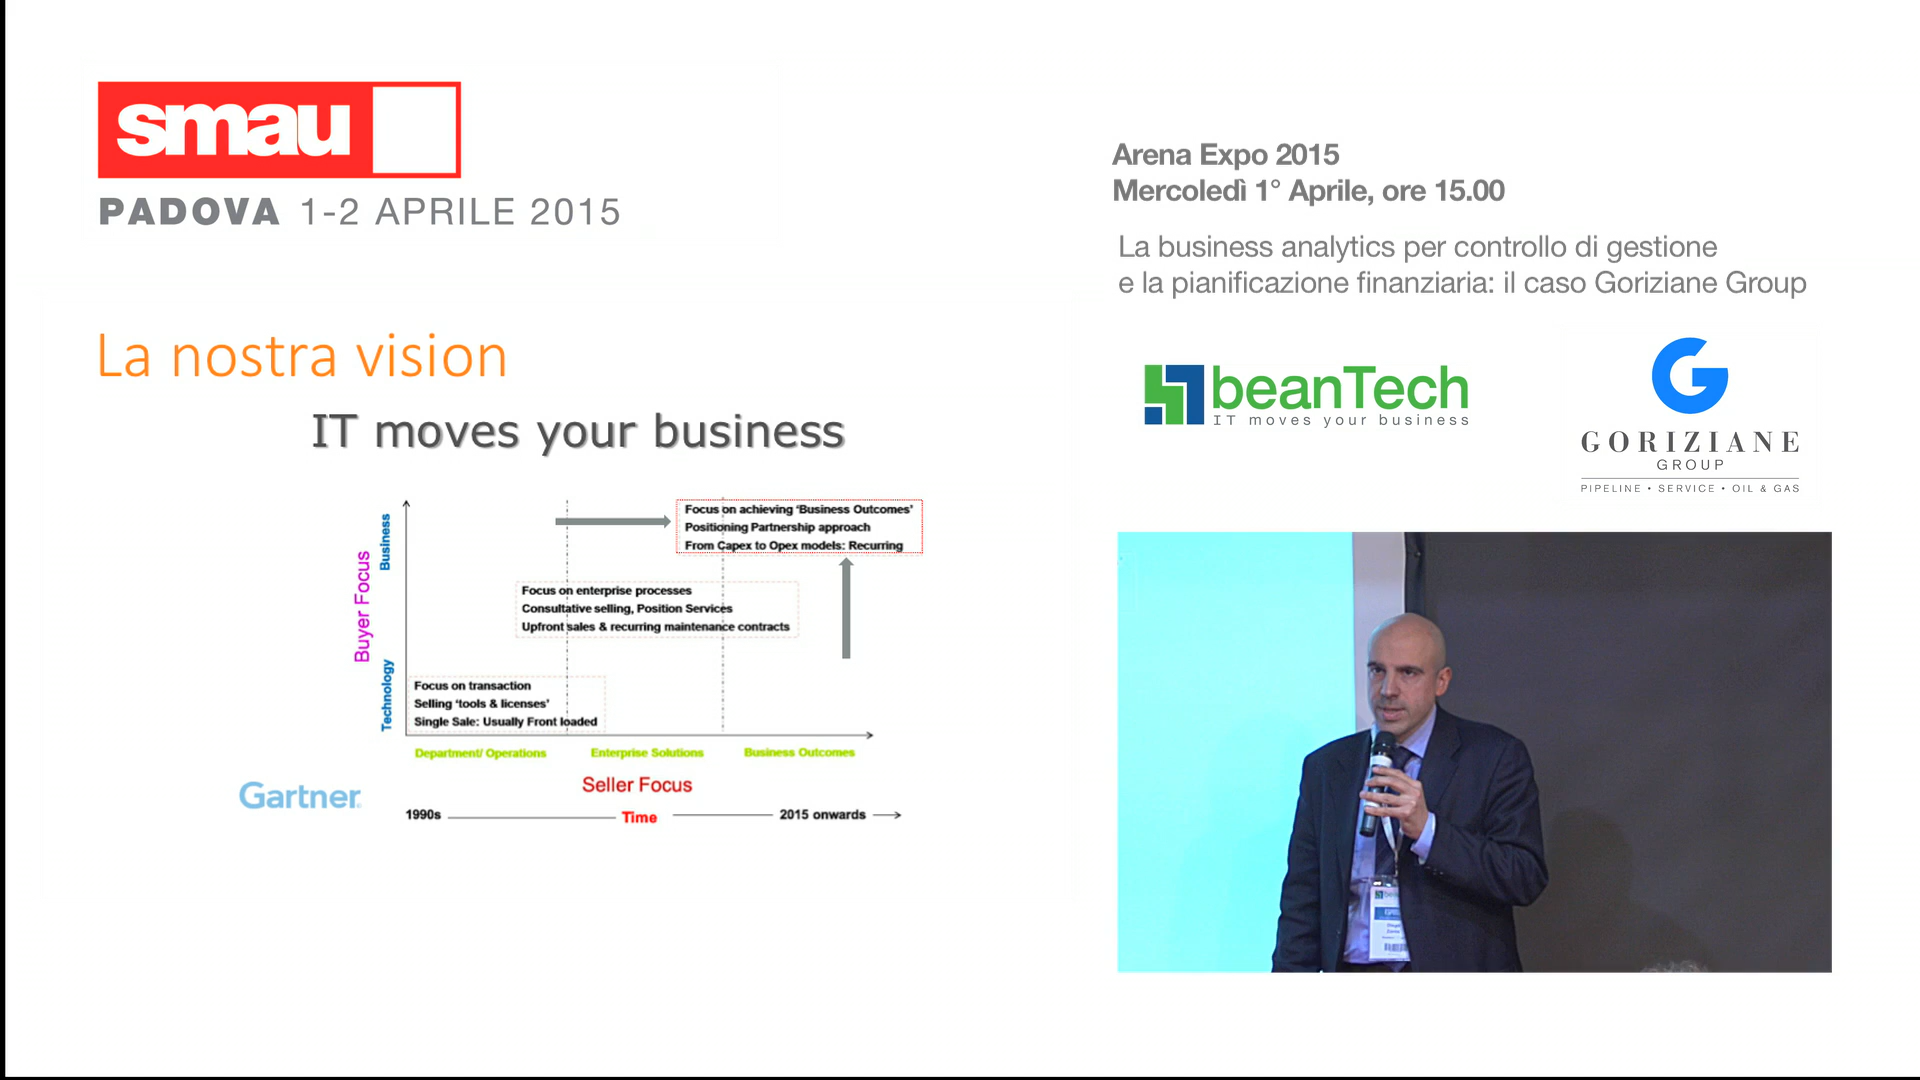 smau
PADOVA 1-2 APRILE 2015
Arena Expo 2015
Mercoledì 1° Aprile, ore 15.00
La business analytics per controllo di gestione
e la pianificazione finanziaria: il caso Goriziane Group
beanTech
IT moves your business
GORIZIANE
GROUP
PIPELINE • SERVICE • OIL & GAS
La nostra vision
IT moves your business
Buyer Focus
Business
Technology
Focus on achieving ‘Business Outcomes’
Positioning Partnership approach
From Capex to Opex models: Recurring
Focus on enterprise processes
Consultative selling, Position Services
Upfront sales & recurring maintenance contracts
Focus on transaction
Selling ‘tools & licenses’
Single Sale: Usually Front loaded
Department/ Operations
Enterprise Solutions
Business Outcomes
Seller Focus
Gartner
1990s
Time
2015 onwards